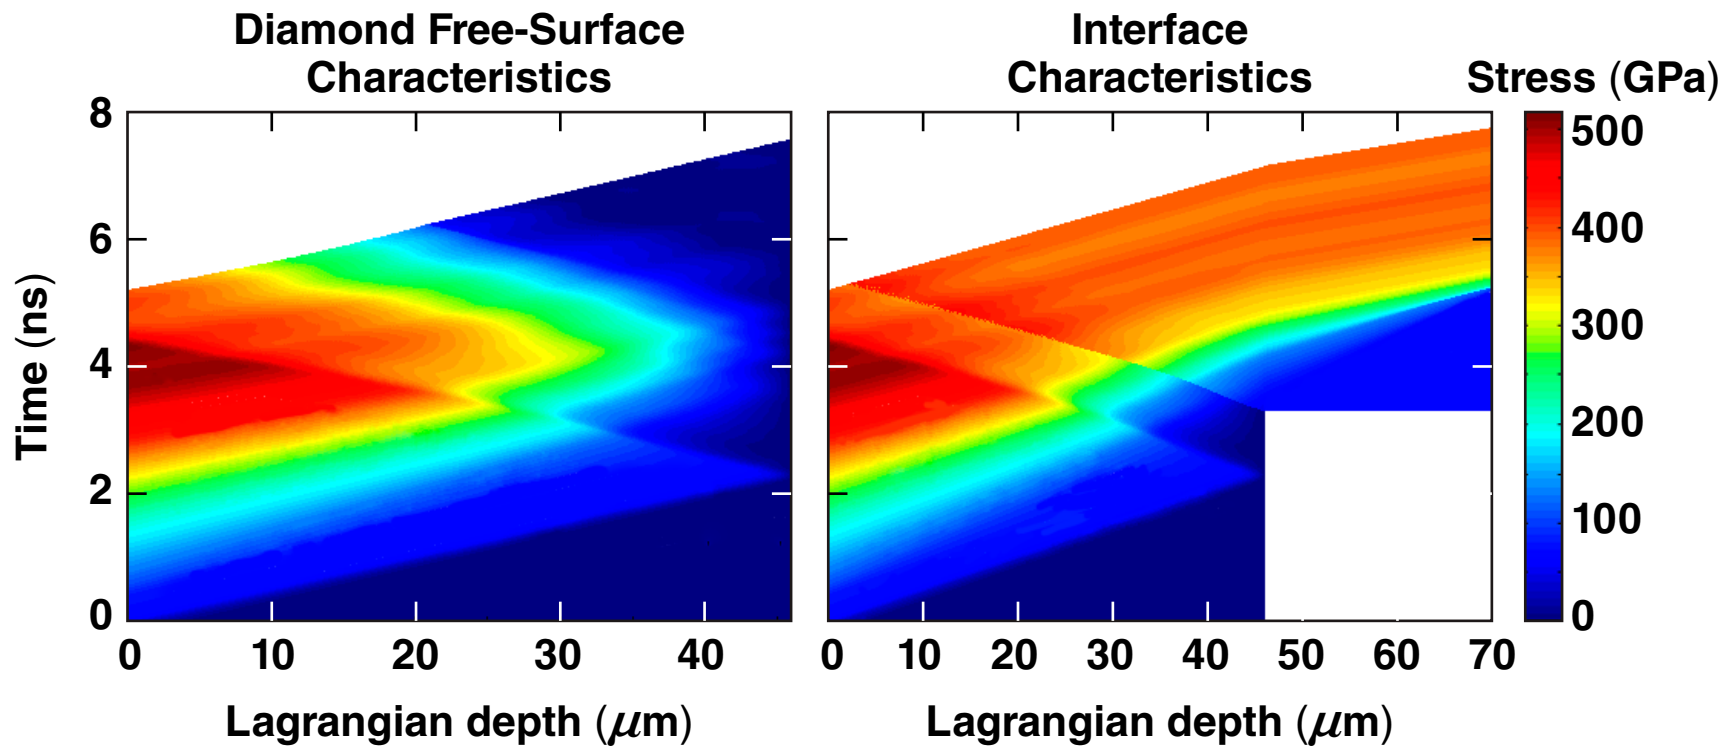 Diamond Free-Surface
Characteristics
Interface
Characteristics
Stress (GPa)
8
6
4
2
0
Time (ns)
0 10 20 30 40
Lagrangian depth (μm)
0 10 20 30 40 50 60 70
Lagrangian depth (μm)
500
400
300
200
100
0